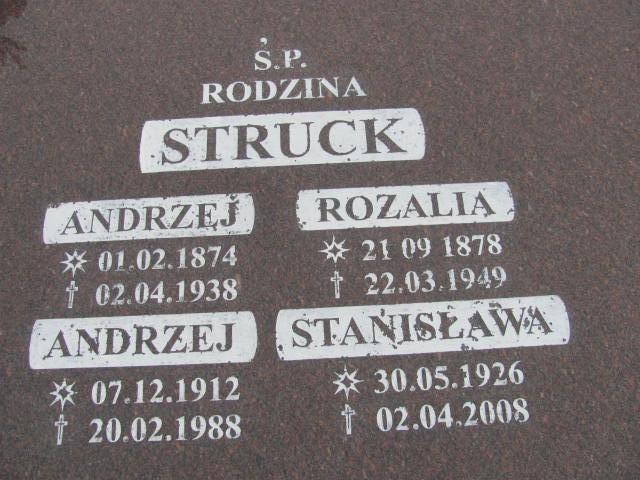 Ś.P.
RODZINA
STRUCK
ANDRZEJ ROZALIA
01.02.1874 21 09 1878
02.04.1938 22.03.1949
ANDRZEJ STANISŁAWA
07.12.1912 30.05.1926
20.02.1988 02.04.2008